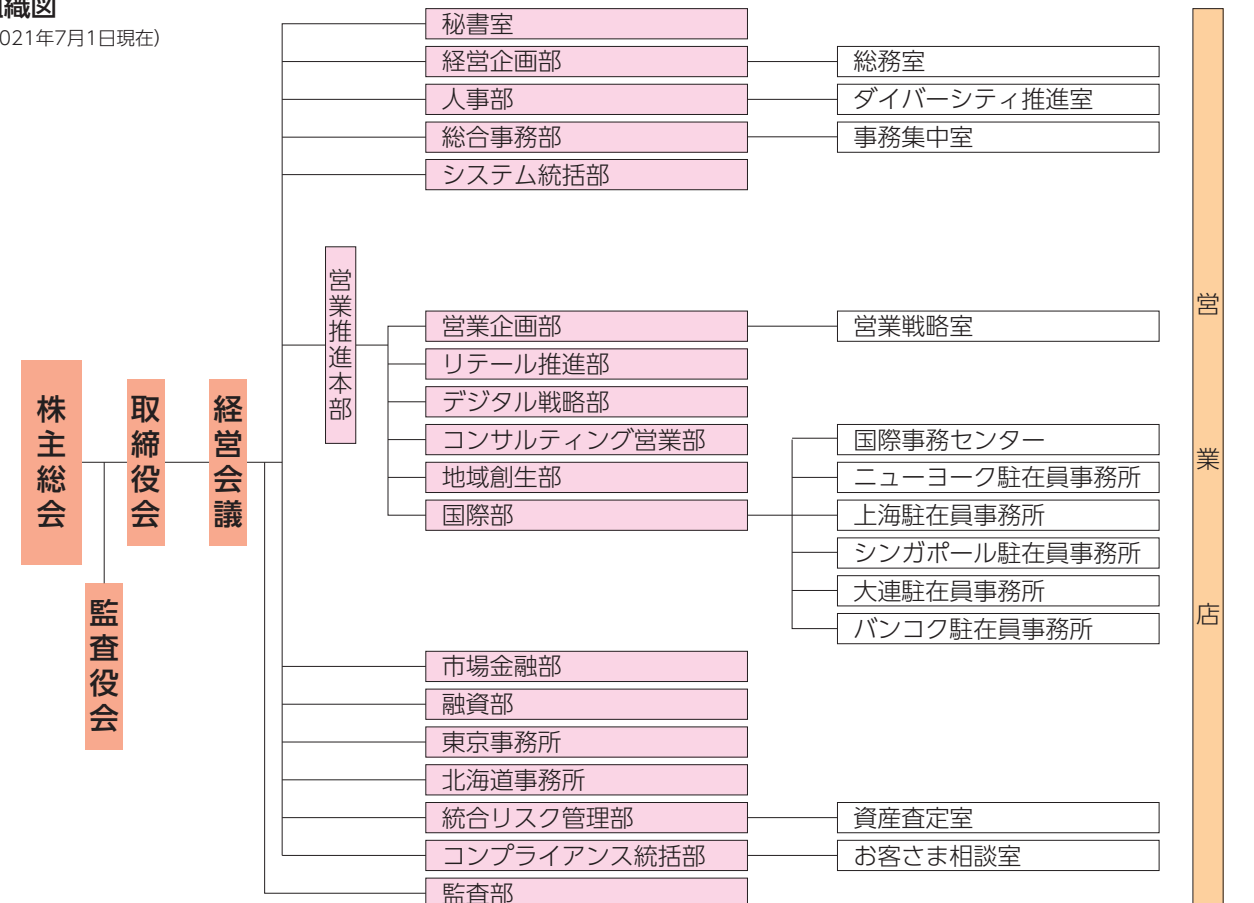 組織図
2021年7月1日現在)
秘書室
経営企画部
総務室
人事部
ダイバーシティ推進室
総合事務部
事務集中室
システム統括部
営業推進本部
営業企画部
営業戦略室
リテール推進部
デジタル戦略部
コンサルティング営業部
地域創生部
国際部
国際事務センター
ニューヨーク駐在員事務所
上海駐在員事務所
シンガポール駐在員事務所
大連駐在員事務所
バンコク駐在員事務所
株主総会
取締役会
経営会議
監査役会
市場金融部
融資部
東京事務所
北海道事務所
統合リスク管理部
資産査定室
コンプライアンス統括部
お客さま相談室
監査部
営業店